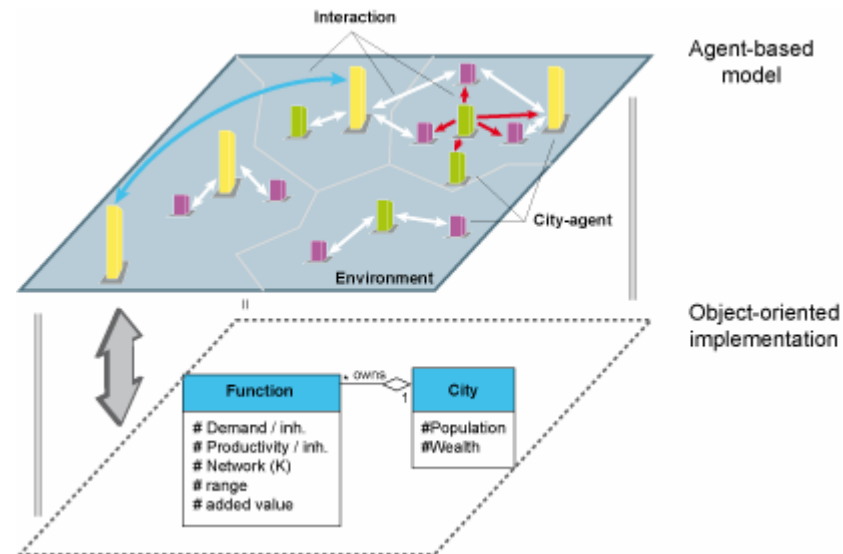 Interaction
Agent-based
model
City-agent
Environment
Object-oriented
implementation
Function
* owns
1
City
# Demand / inh.
# Productivity / inh.
# Network (K)
# range
# added value
#Population
#Wealth